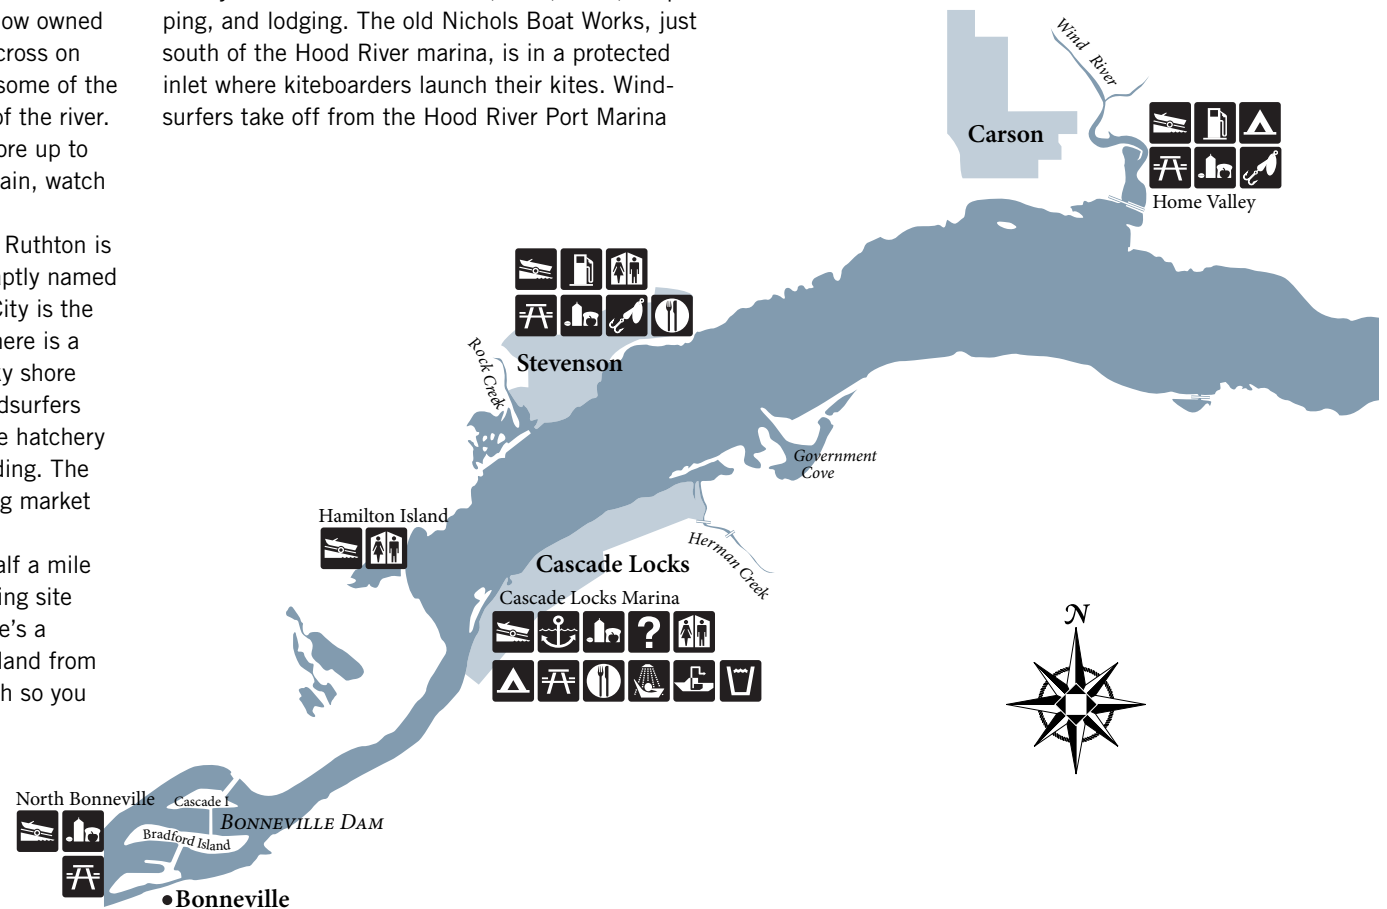 ow owned
cross on
some of the
of the river.
ore up to
ain, watch
Ruthton is
aptly named
City is the
here is a
y shore
dsurfers
e hatchery
ding. The
g market
alf a mile
ing site
e's a
land from
h so you
ping, and lodging. The old Nichols Boat Works, just
south of the Hood River marina, is in a protected
inlet where kiteboarders launch their kites. Wind-
surfers take off from the Hood River Port Marina
Wind River
Carson
Home Valley
Rock Creek
Stevenson
Government
Cove
Hamilton Island
Herman Creek
Cascade Locks
Cascade Locks Marina
?
N
North Bonneville
Cascade I
BONNEVILLE DAM
Bradford Island
•Bonneville